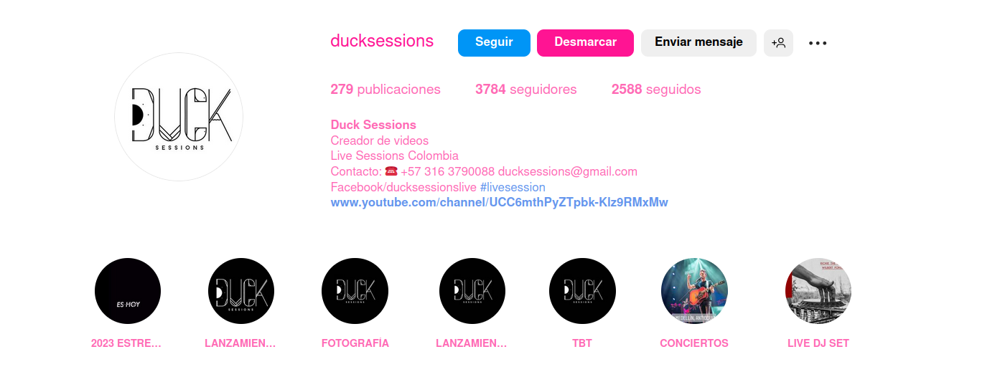 ducksessions Seguir Desmarcar Enviar mensaje
279 publicaciones 3784 seguidores 2588 seguidos
DUCK
SESSIONS
Duck Sessions
Creador de videos
Live Sessions Colombia
Contacto: ☎️ +57 316 3790088 ducksessions@gmail.com
Facebook/ducksessionslive #livesession
www.youtube.com/channel/UCC6mthPyZTpbk-Klz9RMxMw
ES HOY
DUCK
SESSIONS
DUCK
SESSIONS
DUCK
SESSIONS
DUCK
SESSIONS
MEDELLÍN, ANTIOQUIA
2023 ESTRE... LANZAMIEN... FOTOGRAFÍA LANZAMIEN... TBT CONCIERTOS LIVE DJ SET